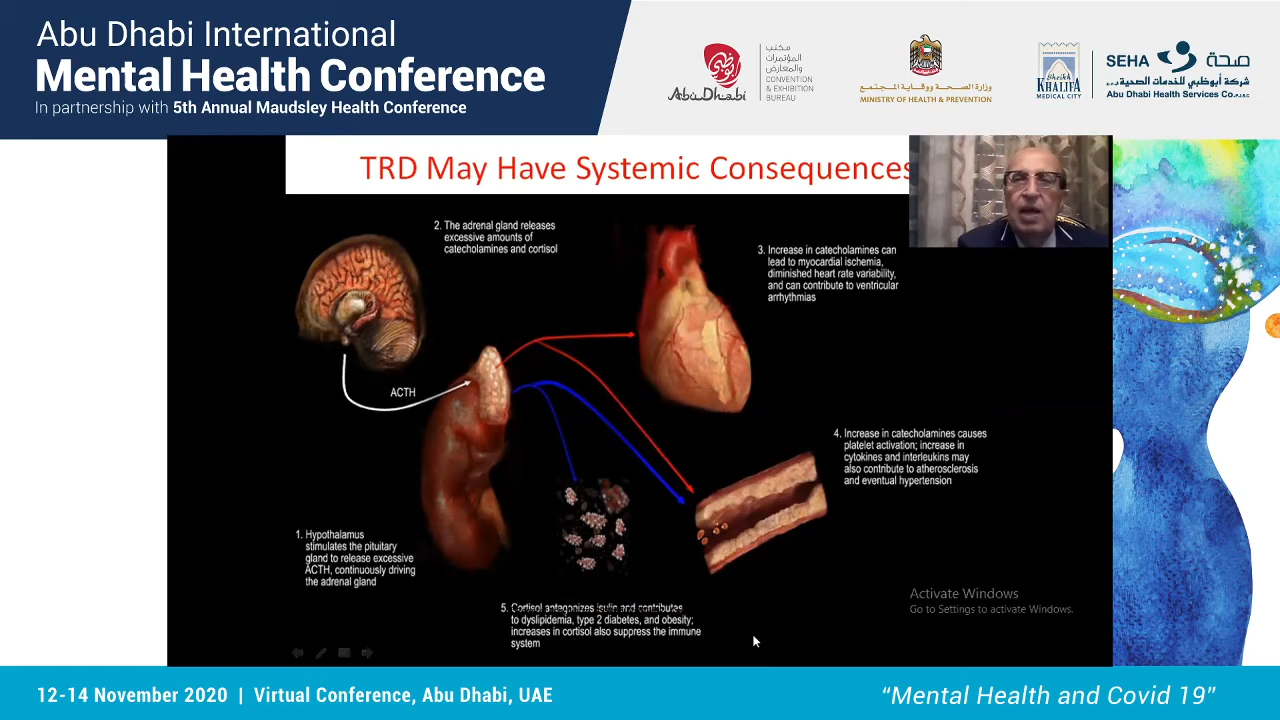 Abu Dhabi International
Mental Health Conference
In partnership with 5th Annual Maudsley Health Conference
AbuDhabi
مكتب
المؤتمرات
والمعارض
CONVENTION
& EXHIBITION
BUREAU
وزارة الصحة ووقاية المجتمع
MINISTRY OF HEALTH & PREVENTION
Sheikh
KHALIFA
MEDICAL CITY
SEHA صحة
شركة أبوظبي للخدمات الصحية ش.م.ع
Abu Dhabi Health Services Co. PJSC
TRD May Have Systemic Consequences
2. The adrenal gland releases
excessive amounts of
catecholamines and cortisol
3. Increase in catecholamines can
lead to myocardial ischemia,
diminished heart rate variability,
and can contribute to ventricular
arrhythmias
ACTH
4. Increase in catecholamines causes
platelet activation; increase in
cytokines and interleukins may
also contribute to atherosclerosis
and eventual hypertension
1. Hypothalamus
stimulates the pituitary
gland to release excessive
ACTH, continuously driving
the adrenal gland
5. Cortisol antagonizes isulin and contributes
to dyslipidemia, type 2 diabetes, and obesity;
increases in cortisol also suppress the immune
system
Activate Windows
Go to Settings to activate Windows.
12-14 November 2020 | Virtual Conference, Abu Dhabi, UAE
“Mental Health and Covid 19”